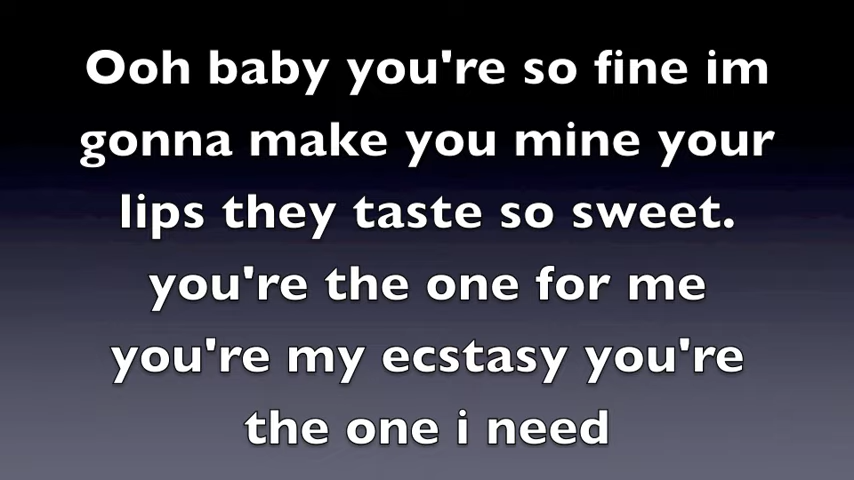 Ooh baby you're so fine im
gonna make you mine your
lips they taste so sweet.
you're the one for me
you're my ecstasy you're
the one i need